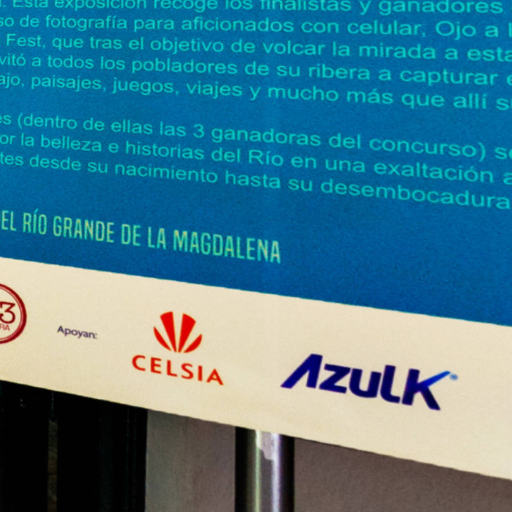 Esta exposición recoge los finalistas y ganadores
so de fotografía para aficionados con celular, Ojo a l
Fest, que tras el objetivo de volcar la mirada a esta
vitó a todos los pobladores de su ribera a capturar e
ajo, paisajes, juegos, viajes y mucho más que allí s
es (dentro de ellas las 3 ganadoras del concurso) se
or la belleza e historias del Río en una exaltación a
tes desde su nacimiento hasta su desembocadura
EL RÍO GRANDE DE LA MAGDALENA
3
RIA
Apoyan:
CELSIA
AzulK